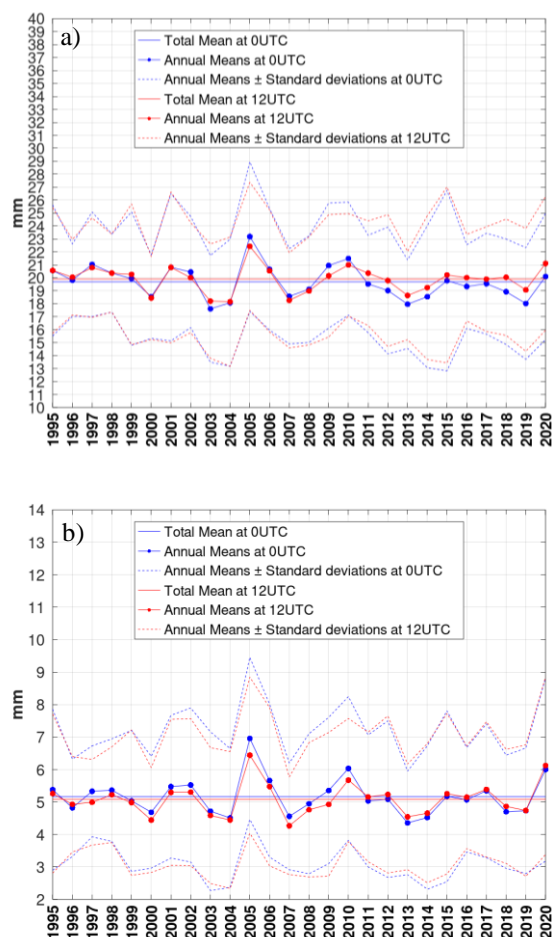 a)
Total Mean at 0UTC
Annual Means at 0UTC
Annual Means ± Standard deviations at 0UTC
Total Mean at 12UTC
Annual Means at 12UTC
Annual Means ± Standard deviations at 12UTC
mm
40
39
38
37
36
35
34
33
32
31
30
29
28
27
26
25
24
23
22
21
20
19
18
17
16
15
14
13
12
11
10
1995 1996 1997 1998 1999 2000 2001 2002 2003 2004 2005 2006 2007 2008 2009 2010 2011 2012 2013 2014 2015 2016 2017 2018 2019 2020
b)
Total Mean at 0UTC
Annual Means at 0UTC
Annual Means ± Standard deviations at 0UTC
Total Mean at 12UTC
Annual Means at 12UTC
Annual Means ± Standard deviations at 12UTC
mm
14
13
12
11
10
9
8
7
6
5
4
3
2
1995 1996 1997 1998 1999 2000 2001 2002 2003 2004 2005 2006 2007 2008 2009 2010 2011 2012 2013 2014 2015 2016 2017 2018 2019 2020